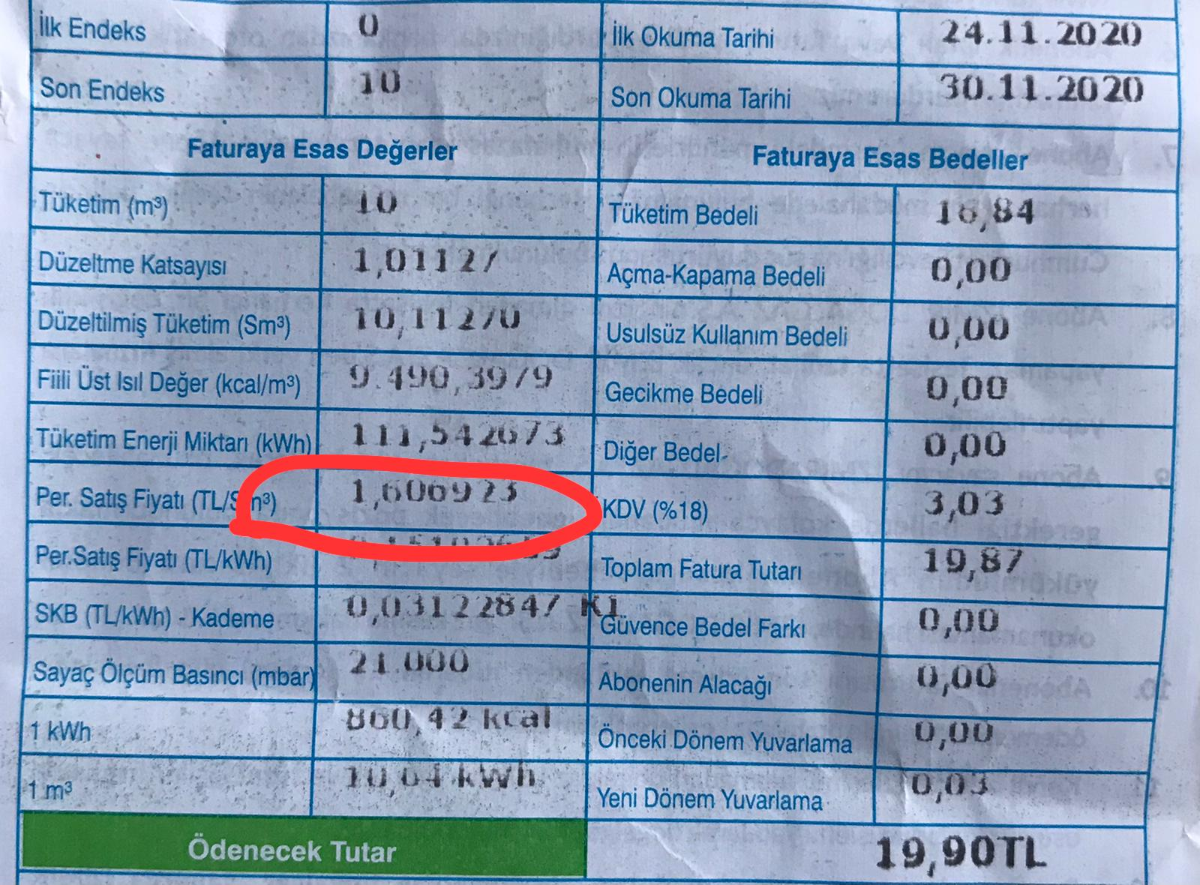 İlk Endeks 0 İlk Okuma Tarihi 24.11.2020
Son Endeks 10 Son Okuma Tarihi 30.11.2020
Faturaya Esas Değerler Faturaya Esas Bedeller
Tüketim (m³) 10 Tüketim Bedeli 16,84
Düzeltme Katsayısı 1,01127 Açma-Kapama Bedeli 0,00
Düzeltilmiş Tüketim (Sm³) 10,11270 Usulsüz Kullanım Bedeli 0,00
Fiili Üst Isıl Değer (kcal/m³) 9.490,3979 Gecikme Bedeli 0,00
Tüketim Enerji Miktarı (kWh) 111,542673 Diğer Bedel 0,00
Per. Satış Fiyatı (TL/Sm³) 1,606923 KDV (%18) 3,03
Per.Satış Fiyatı (TL/kWh) Toplam Fatura Tutarı 19,87
SKB (TL/kWh) - Kademe 0,03122847 K1 Güvence Bedel Farkı 0,00
Sayaç Ölçüm Basıncı (mbar) 21.000 Abonenin Alacağı 0,00
1 kWh 860,42 kcal Önceki Dönem Yuvarlama 0,00
1 m³ 10,64 kWh Yeni Dönem Yuvarlama 0,03
Ödenecek Tutar 19,90TL